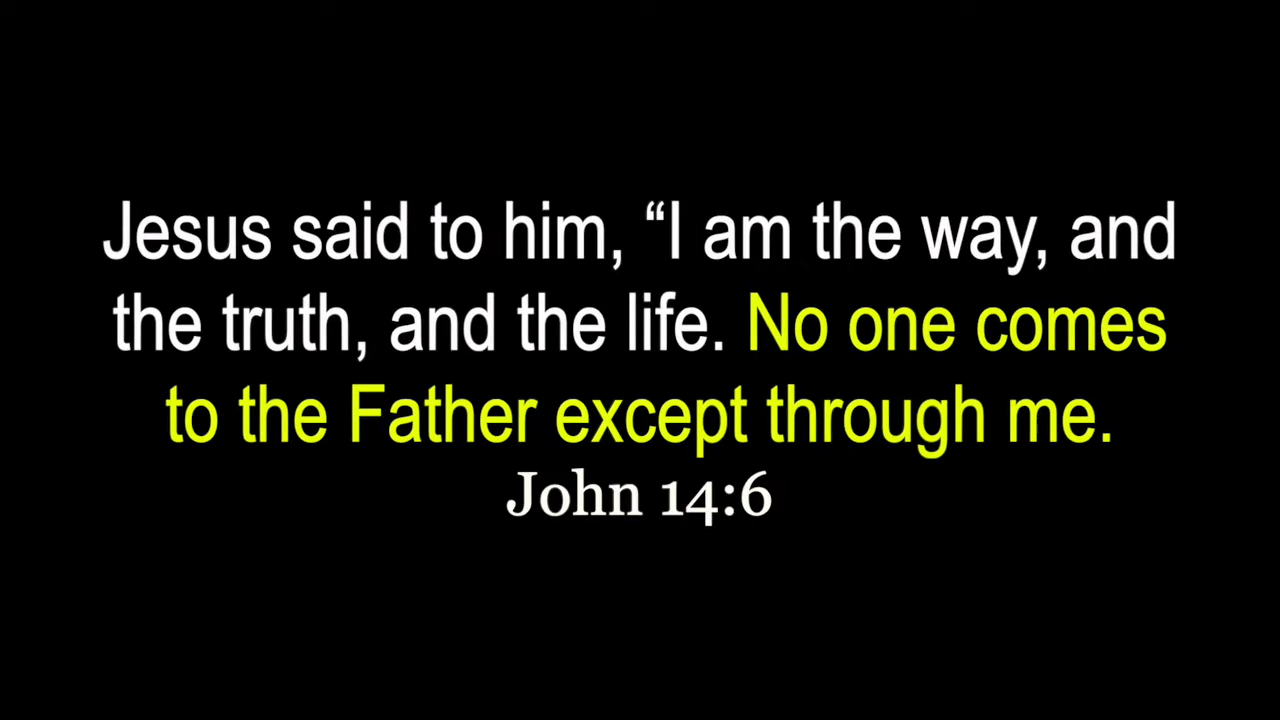 Jesus said to him, “I am the way, and
the truth, and the life. No one comes
to the Father except through me.
John 14:6